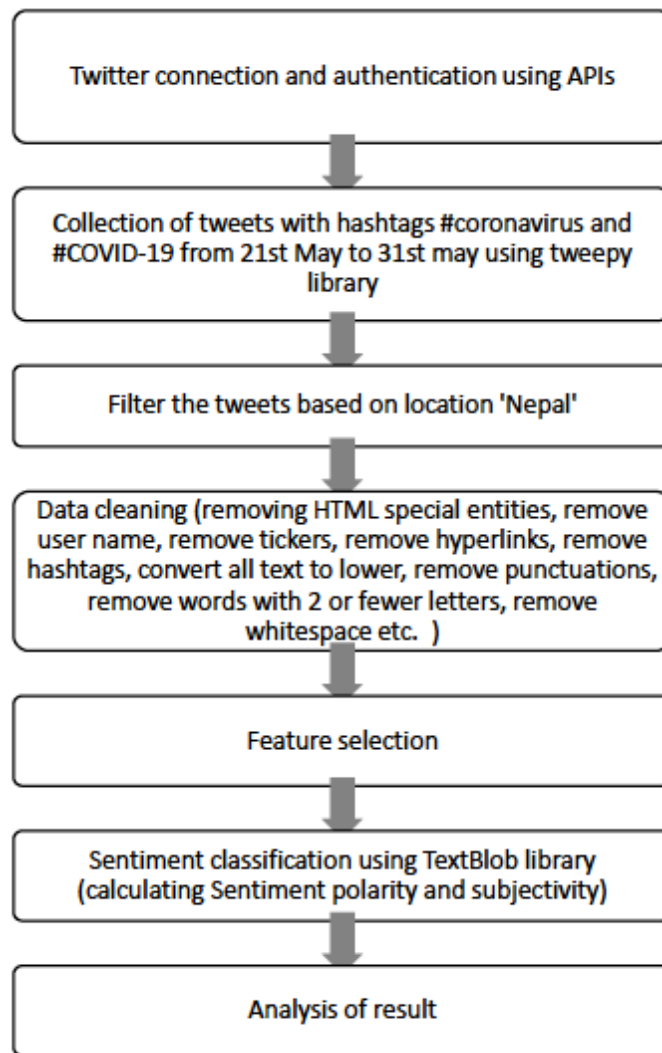 Twitter connection and authentication using APIs
Collection of tweets with hashtags #coronavirus and
#COVID-19 from 21st May to 31st may using tweepy
library
Filter the tweets based on location 'Nepal'
Data cleaning (removing HTML special entities, remove
user name, remove tickers, remove hyperlinks, remove
hashtags, convert all text to lower, remove punctuations,
remove words with 2 or fewer letters, remove
whitespace etc.  )
Feature selection
Sentiment classification using TextBlob library
(calculating Sentiment polarity and subjectivity)
Analysis of result